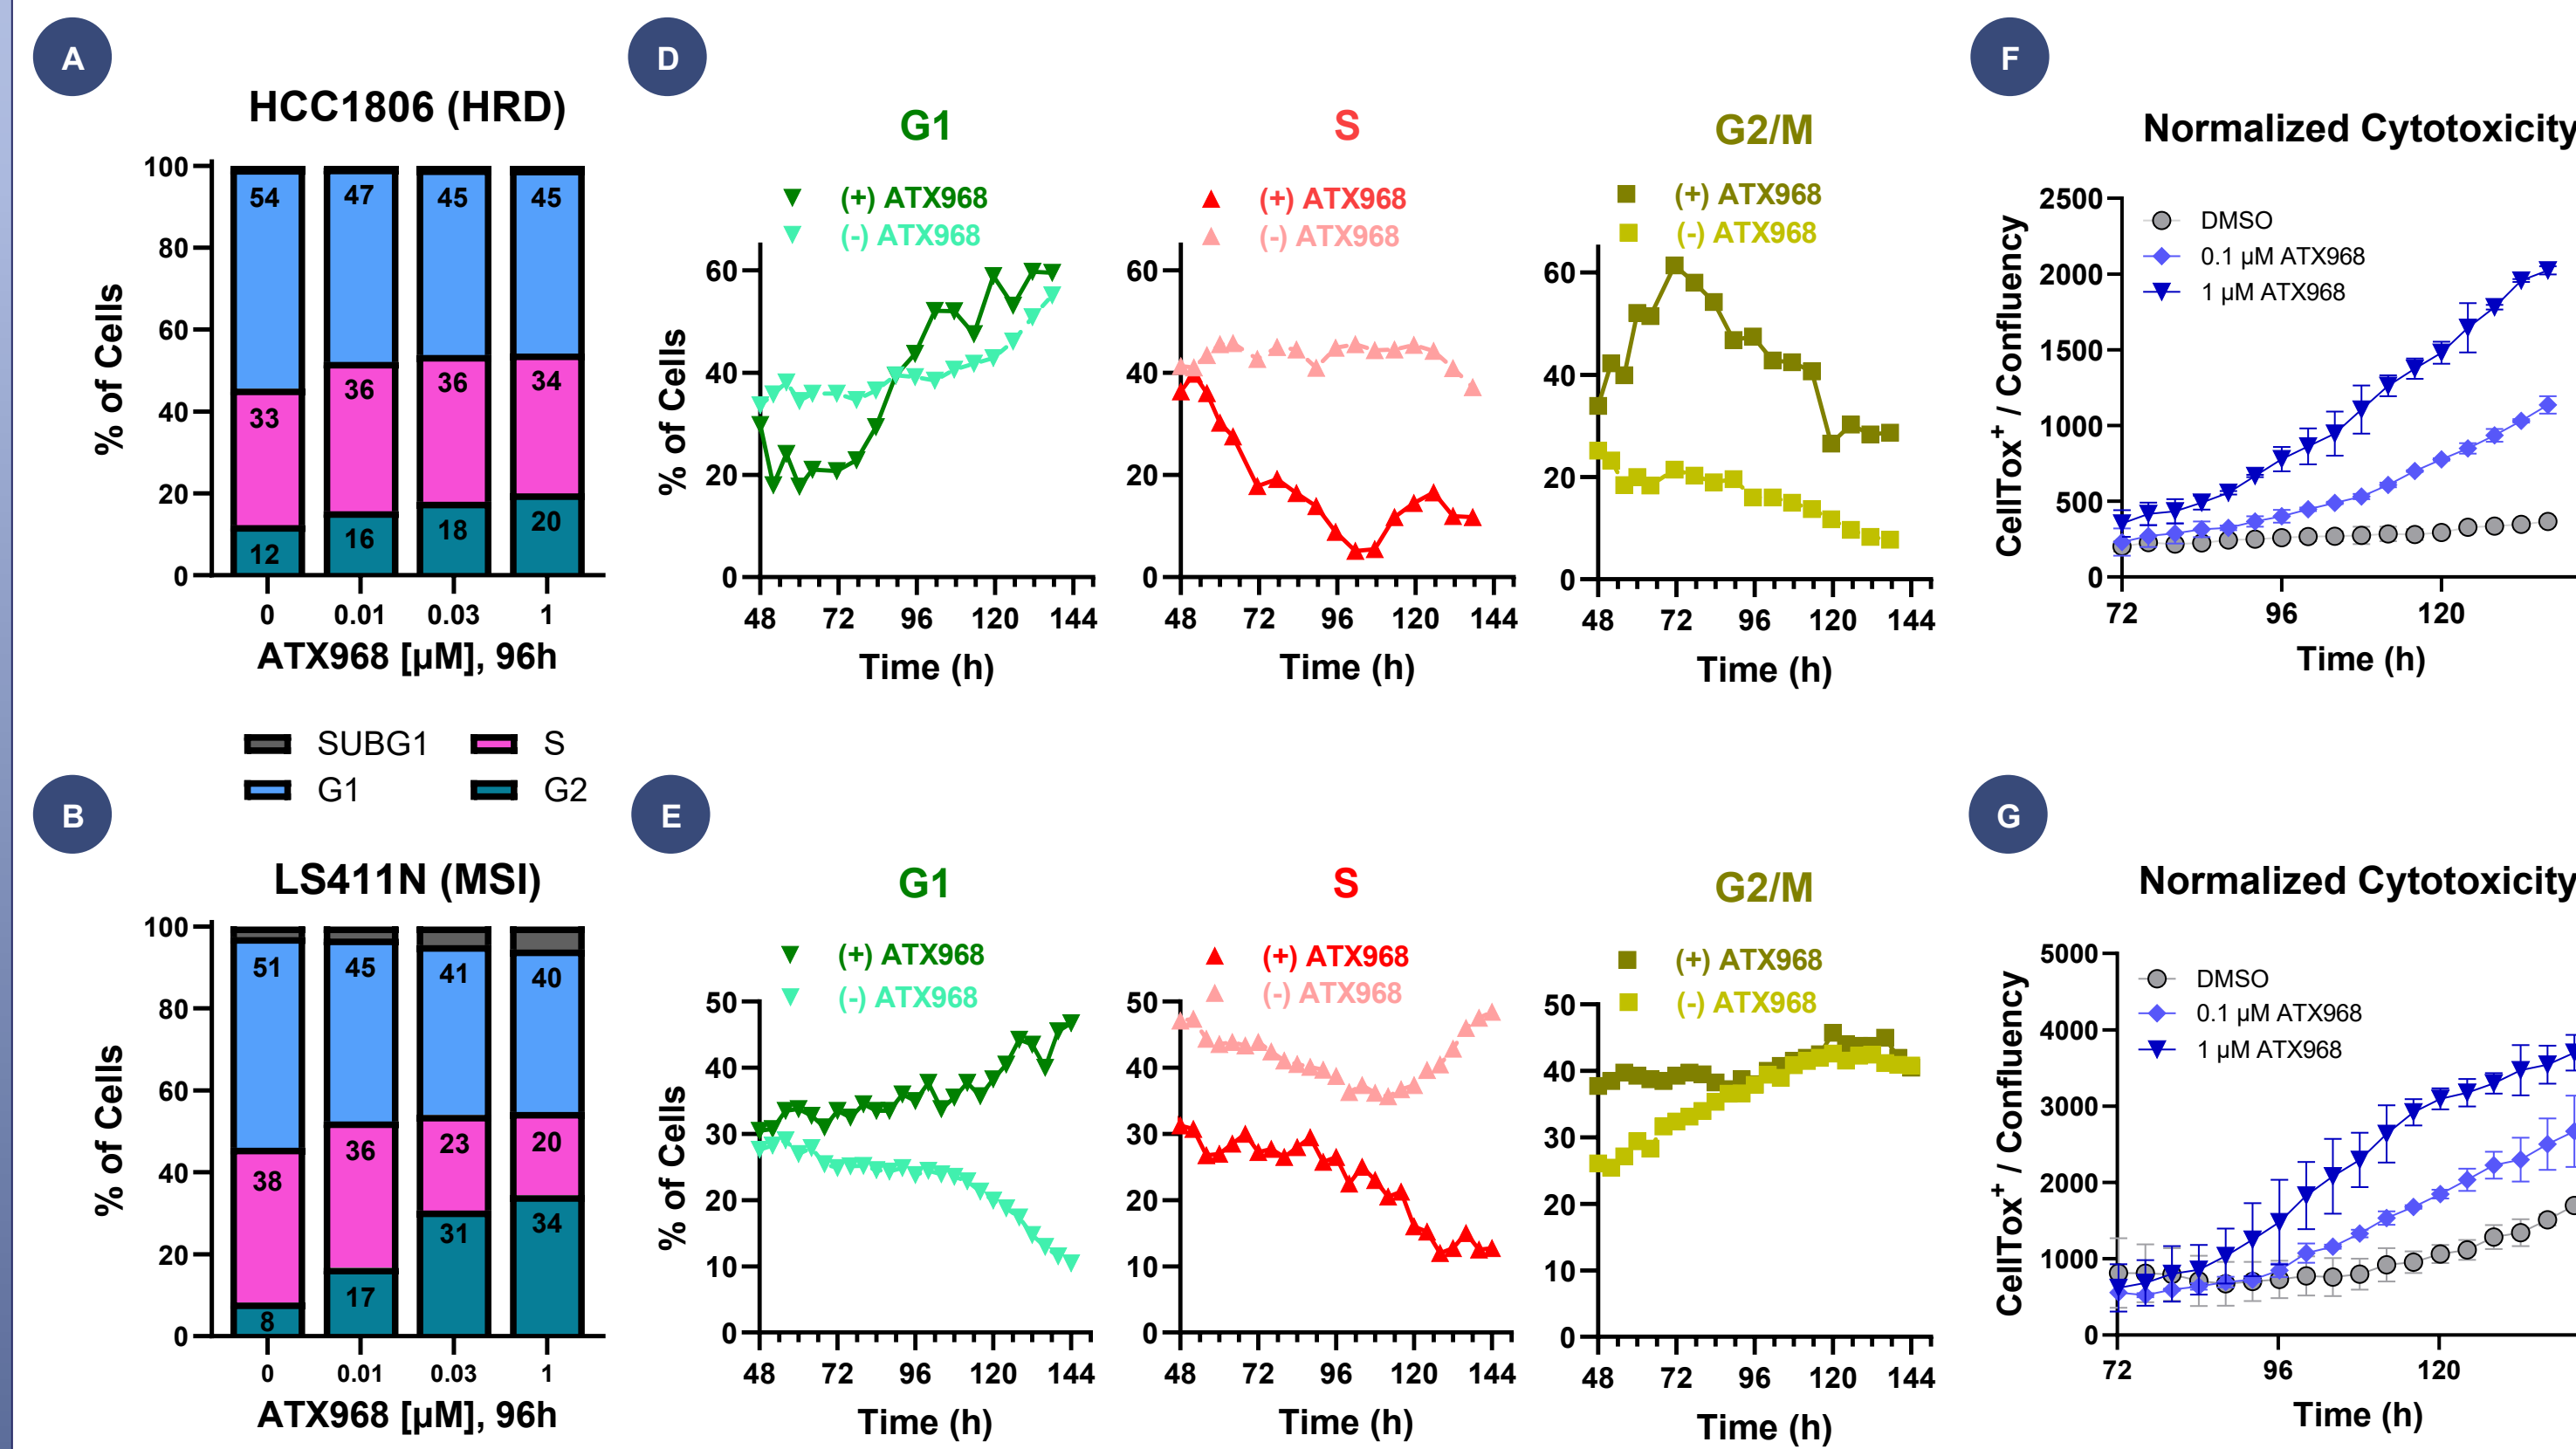 A
HCC1806 (HRD)
% of Cells
100
80
60
40
20
0
54
47
45
45
33
36
36
34
12
16
18
20
0
0.01
0.03
1
ATX968 [µM], 96h
SUBG1
S
G1
G2
B
LS411N (MSI)
% of Cells
100
80
60
40
20
0
51
45
41
40
38
36
23
20
8
17
31
34
0
0.01
0.03
1
ATX968 [µM], 96h
D
G1
(+) ATX968
(-) ATX968
% of Cells
60
40
20
0
48
72
96
120
144
Time (h)
S
(+) ATX968
(-) ATX968
60
40
20
0
48
72
96
120
144
Time (h)
G2/M
(+) ATX968
(-) ATX968
60
40
20
0
48
72
96
120
144
Time (h)
E
G1
(+) ATX968
(-) ATX968
% of Cells
50
40
30
20
10
0
48
72
96
120
144
Time (h)
S
(+) ATX968
(-) ATX968
50
40
30
20
10
0
48
72
96
120
144
Time (h)
G2/M
(+) ATX968
(-) ATX968
50
40
30
20
10
0
48
72
96
120
144
Time (h)
F
Normalized Cytotoxicity
CellTox+ / Confluency
2500
2000
1500
1000
500
0
DMSO
0.1 µM ATX968
1 µM ATX968
72
96
120
Time (h)
G
Normalized Cytotoxicity
CellTox+ / Confluency
5000
4000
3000
2000
1000
0
DMSO
0.1 µM ATX968
1 µM ATX968
72
96
120
Time (h)